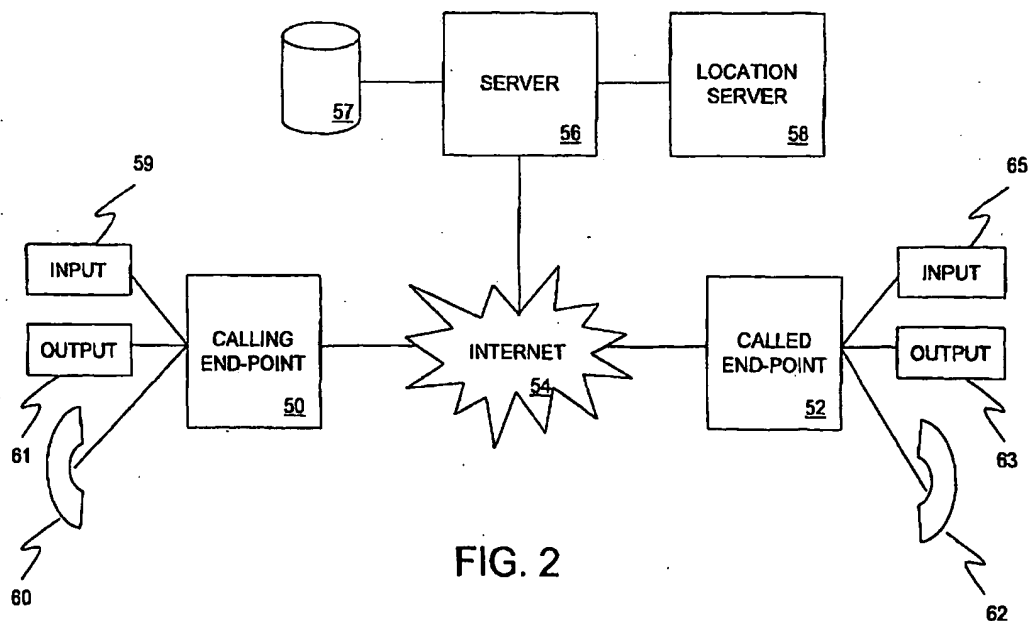 57
SERVER
56
LOCATION
SERVER
58
59
INPUT
OUTPUT
61
60
CALLING
END-POINT
50
INTERNET
54
CALLED
END-POINT
52
65
INPUT
OUTPUT
63
62
FIG. 2